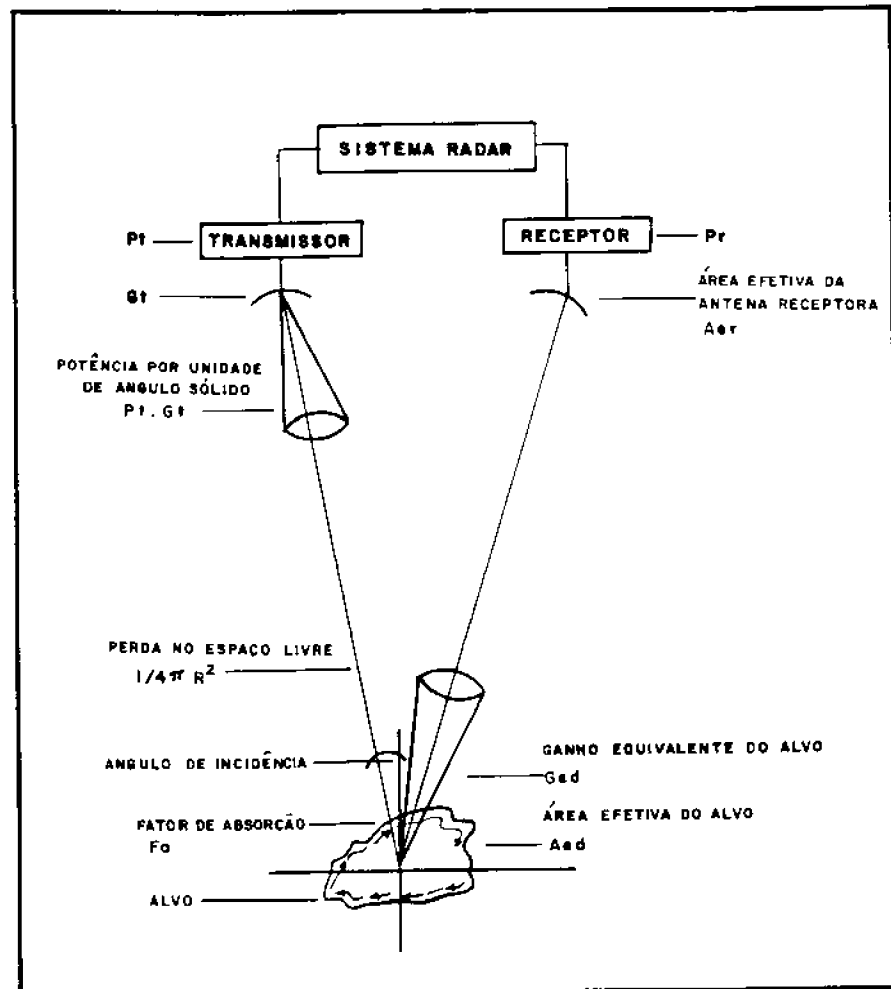 SISTEMA RADAR
Pt
TRANSMISSOR
RECEPTOR
Pr
Gt
ÁREA EFETIVA DA
ANTENA RECEPTORA
Aer
POTÊNCIA POR UNIDADE
DE ANGULO SÓLIDO
Pt.Gt
PERDA NO ESPAÇO LIVRE
1/4π R²
ANGULO DE INCIDÊNCIA
GANHO EQUIVALENTE DO ALVO
Gad
FATOR DE ABSORÇÃO
Fa
ÁREA EFETIVA DO ALVO
Aad
ALVO